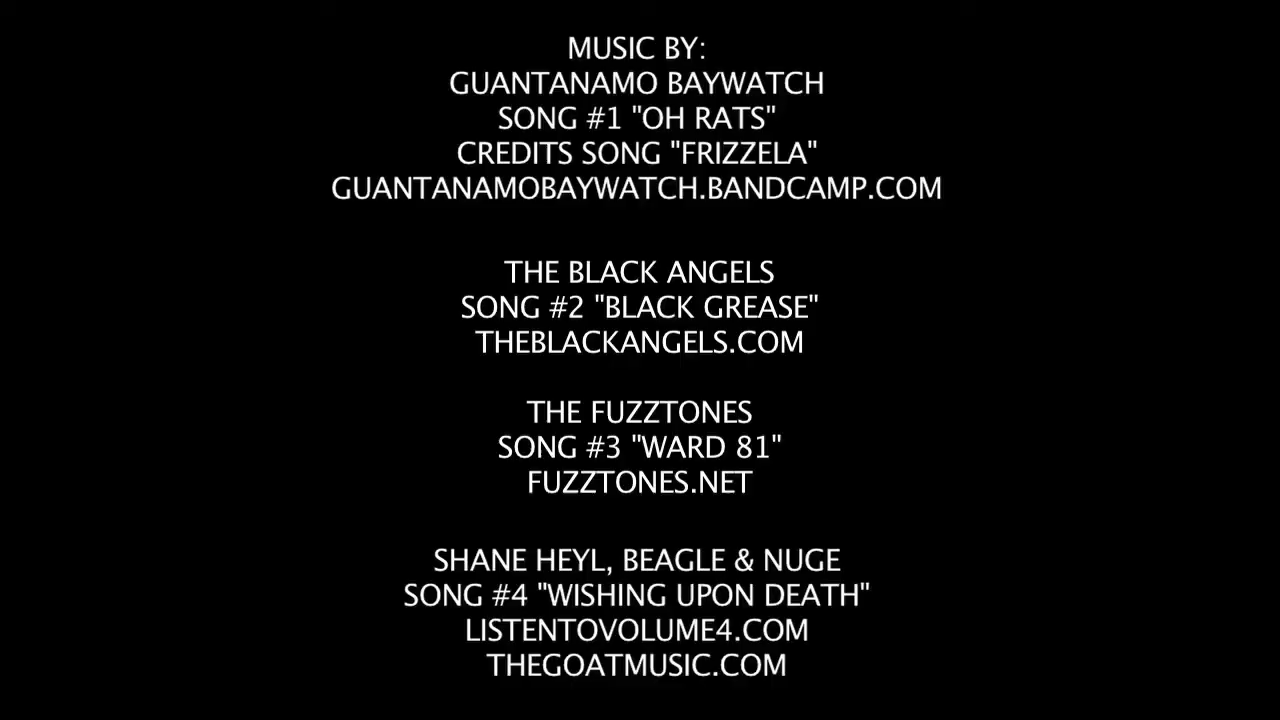 MUSIC BY:
GUANTANAMO BAYWATCH
SONG #1 "OH RATS"
CREDITS SONG "FRIZZELA"
GUANTANAMOBAYWATCH.BANDCAMP.COM
THE BLACK ANGELS
SONG #2 "BLACK GREASE"
THEBLACKANGELS.COM
THE FUZZTONES
SONG #3 "WARD 81"
FUZZTONES.NET
SHANE HEYL, BEAGLE & NUGE
SONG #4 "WISHING UPON DEATH"
LISTENTOVOLUME4.COM
THEGOATMUSIC.COM